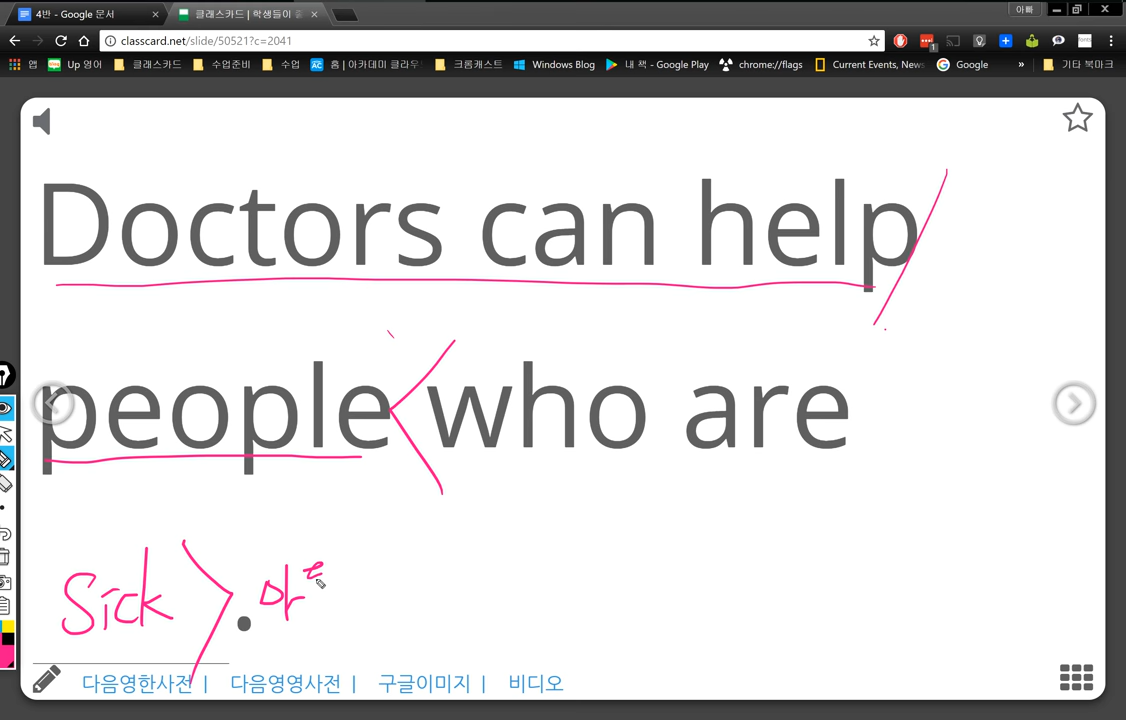 4반 - Google 문서
클래스카드 | 학생들이 줄
아빠
classcard.net/slide/50521?c=2041
앱 Up 영어 클래스카드 수업준비 수업 홈 | 아카데미 클라우 크롬캐스트 Windows Blog 내 책 - Google Play chrome://flags Current Events, News Google » 기타 북마크
Doctors can help
people who are
Sick .
다음영한사전 | 다음영영사전 | 구글이미지 | 비디오